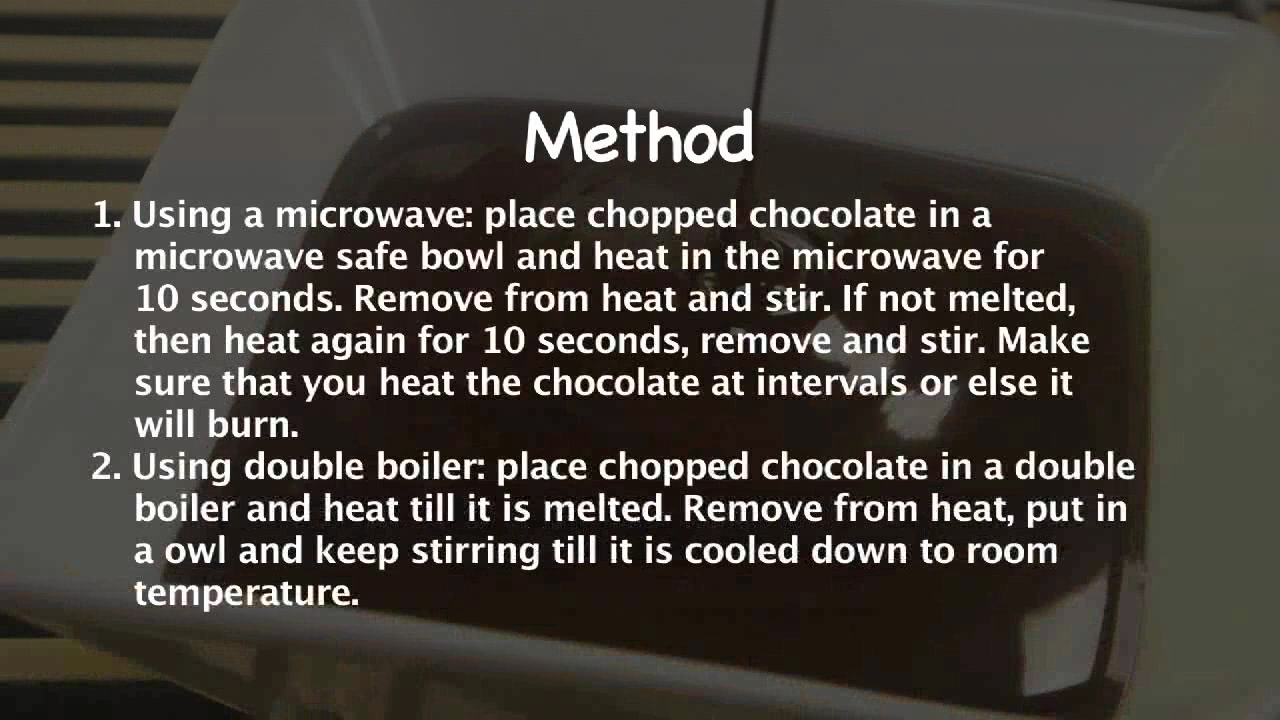 Method
1. Using a microwave: place chopped chocolate in a
microwave safe bowl and heat in the microwave for
10 seconds. Remove from heat and stir. If not melted,
then heat again for 10 seconds, remove and stir. Make
sure that you heat the chocolate at intervals or else it
will burn.
2. Using double boiler: place chopped chocolate in a double
boiler and heat till it is melted. Remove from heat, put in
a owl and keep stirring till it is cooled down to room
temperature.